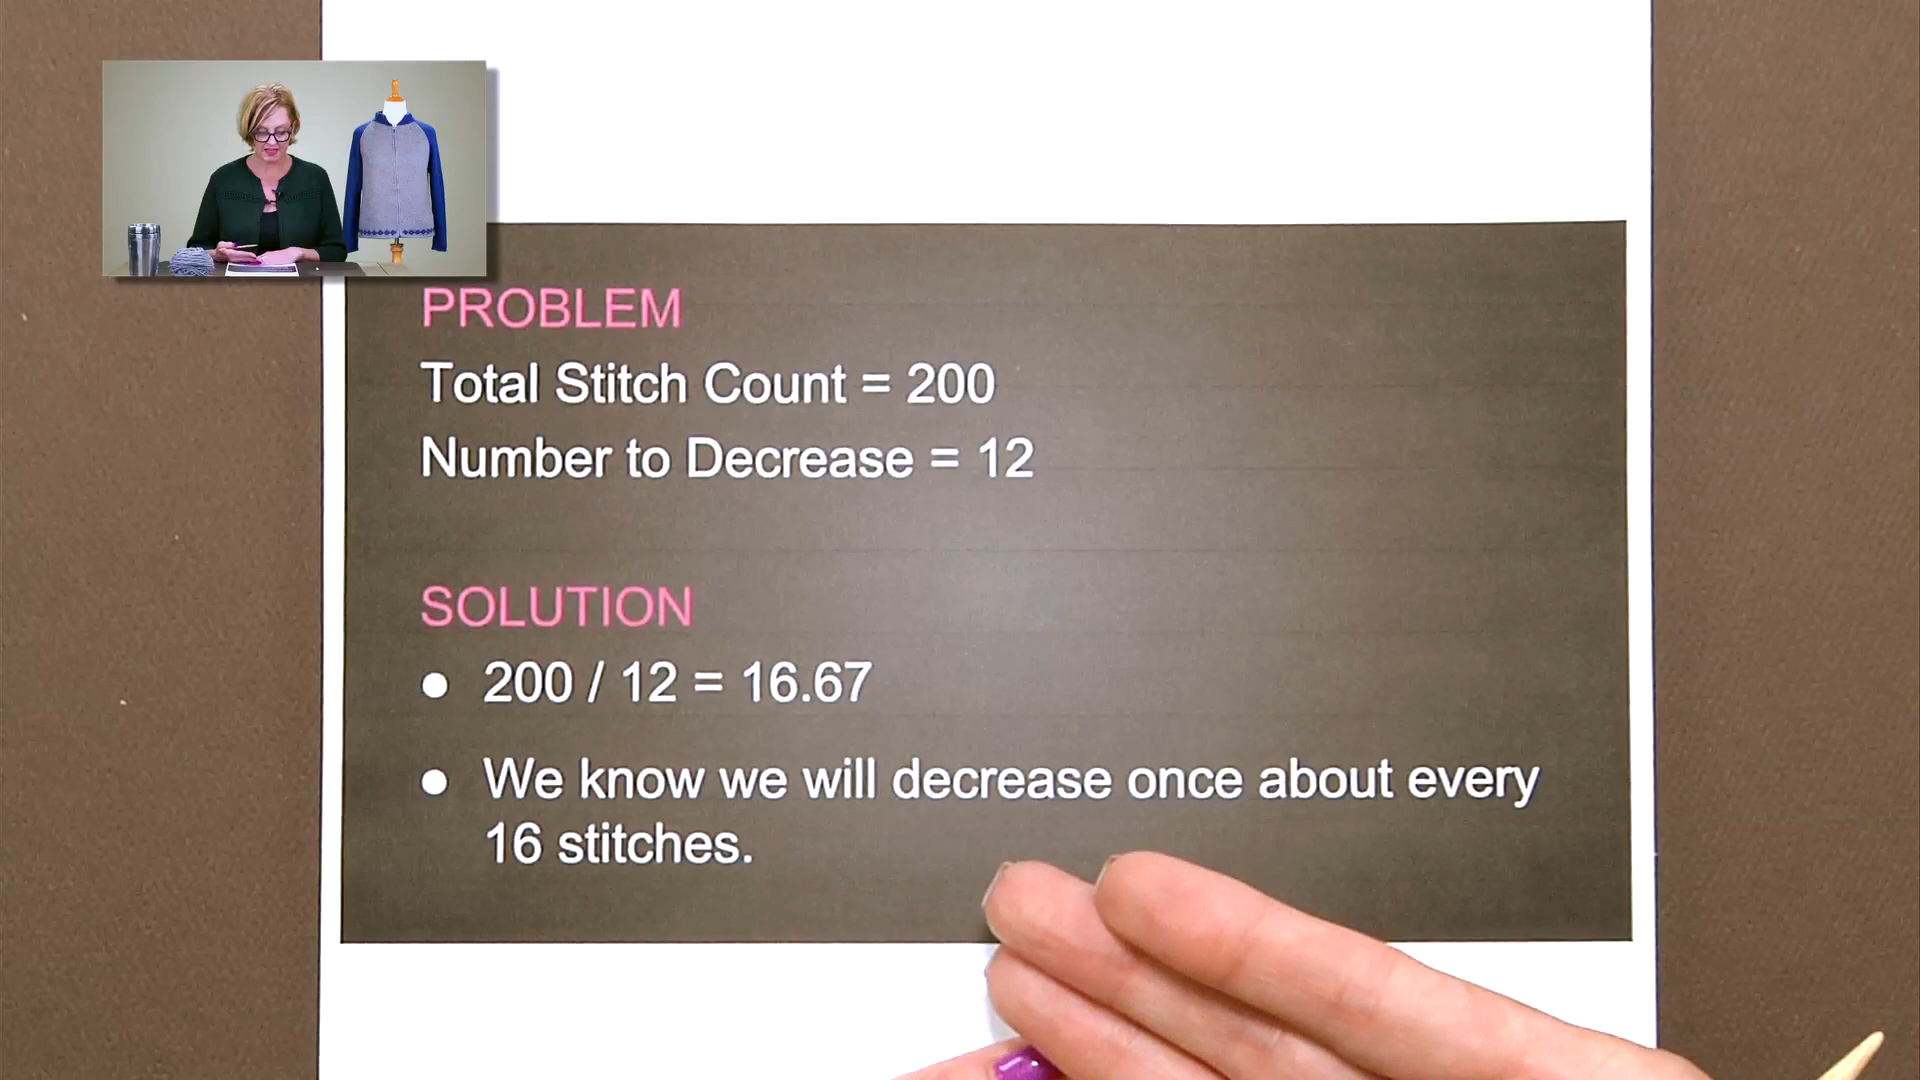 PROBLEM
Total Stitch Count = 200
Number to Decrease = 12
SOLUTION
● 200 / 12 = 16.67
● We know we will decrease once about every
16 stitches.